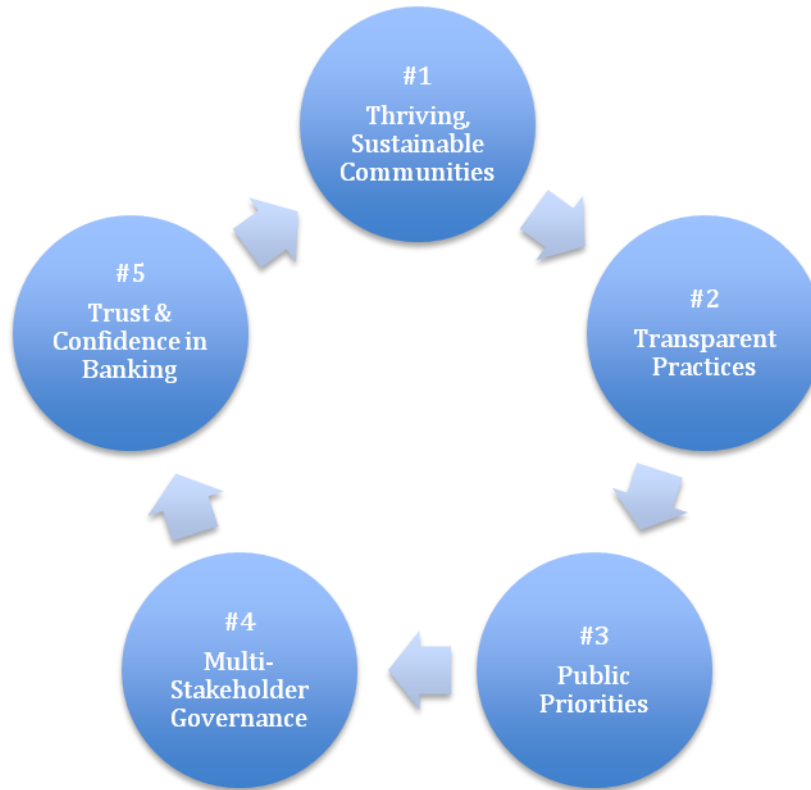 #1
Thriving,
Sustainable
Communities
#2
Transparent
Practices
#3
Public
Priorities
#4
Multi-
Stakeholder
Governance
#5
Trust &
Confidence in
Banking